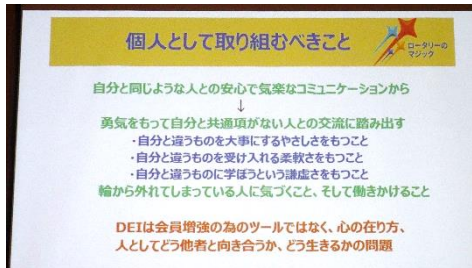 個人として取り組むべきこと
ロータリーの
マジック
自分と同じような人との安心で気楽なコミュニケーションから
↓
勇気をもって自分と共通項がない人との交流に踏み出す
・自分と違うものを大事にするやさしさをもつこと
・自分と違うものを受け入れる柔軟さをもつこと
・自分と違うものに学ぼうという謙虚さをもつこと
輪から外れてしまっている人に気づくこと、そして働きかけること
DEIは会員増強の為のツールではなく、心の在り方、
人としてどう他者と向き合うか、どう生きるかの問題